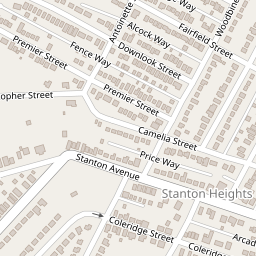 Alcock Way
Woodbine
Antoinette
Fairfield Street
Premier Street
Fence Way
Downlook Street
opher Street
Premier Street
Camelia Street
Price Way
Stanton Avenue
Stanton Heights
Coleridge Street
Arcad
Coleridge